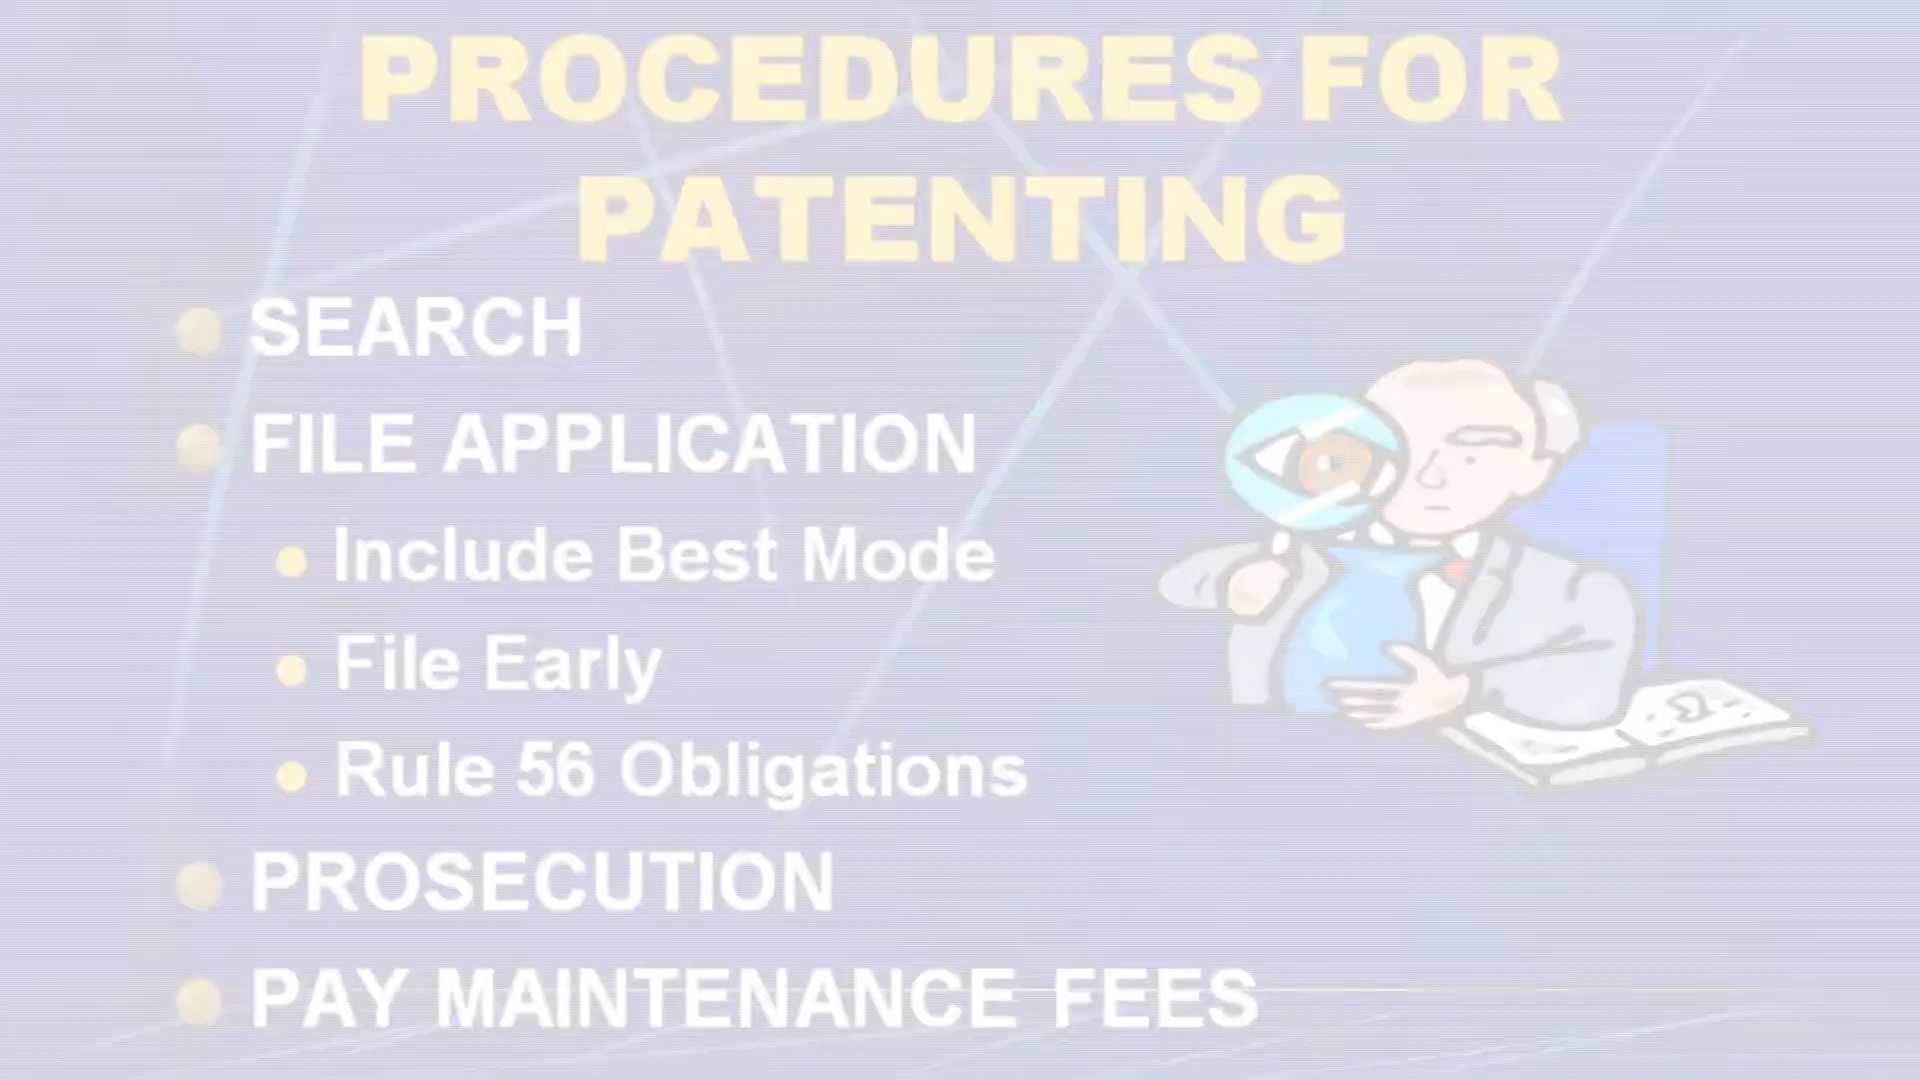 PROCEDURES FOR
PATENTING
SEARCH
FILE APPLICATION
Include Best Mode
File Early
Rule 56 Obligations
PROSECUTION
PAY MAINTENANCE FEES